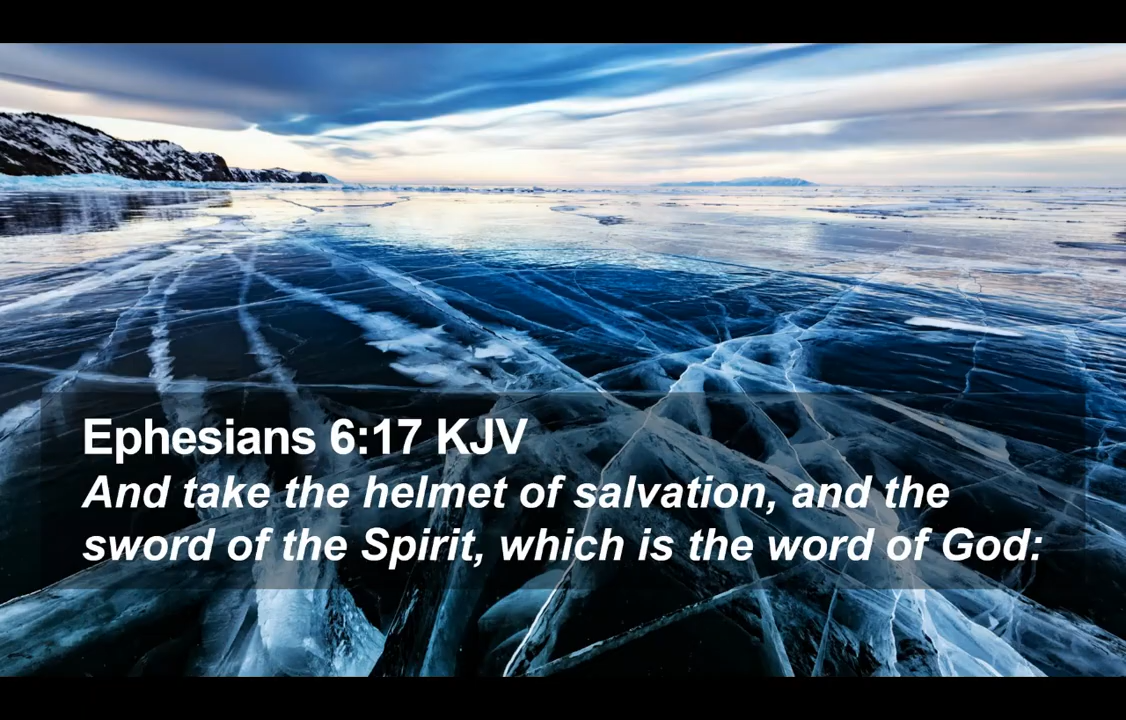 Ephesians 6:17 KJV
And take the helmet of salvation, and the
sword of the Spirit, which is the word of God: